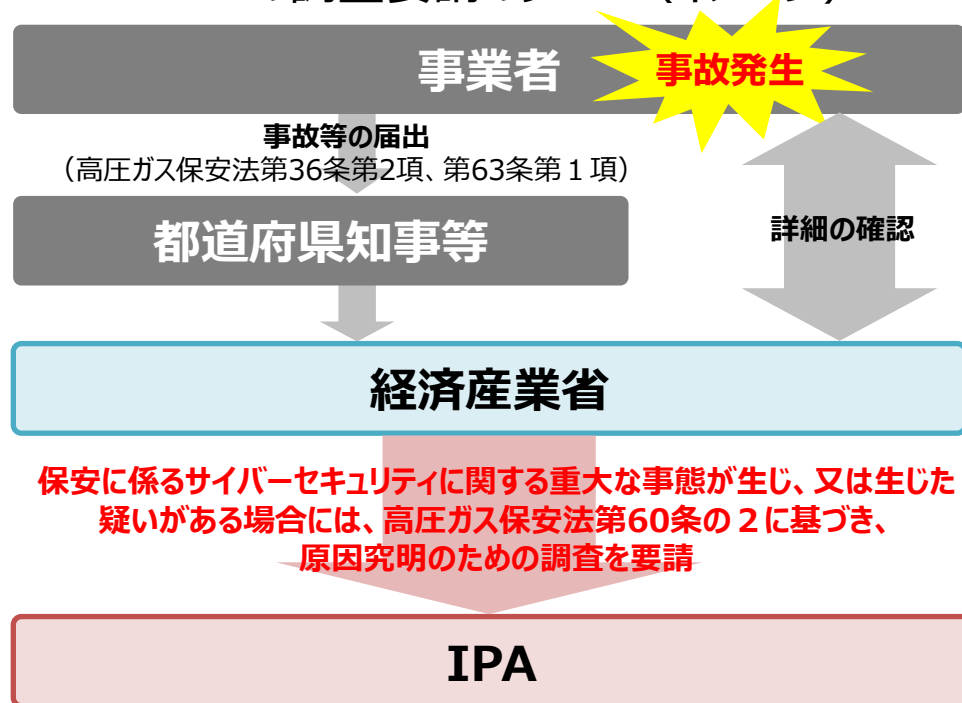 事業者
事故発生
事故等の届出
（高圧ガス保安法第36条第2項、第63条第１項）
都道府県知事等
詳細の確認
経済産業省
保安に係るサイバーセキュリティに関する重大な事態が生じ、又は生じた
疑いがある場合には、高圧ガス保安法第60条の２に基づき、
原因究明のための調査を要請
IPA